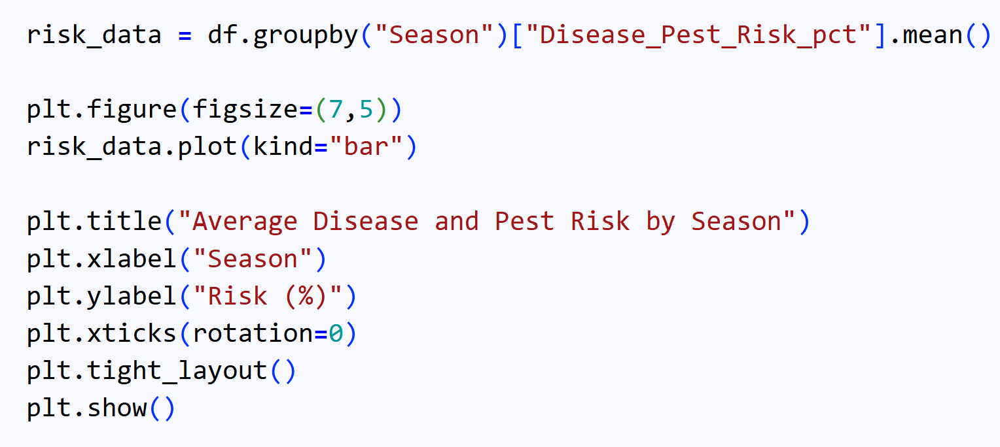 risk_data = df.groupby("Season")["Disease_Pest_Risk_pct"].mean()
plt.figure(figsize=(7,5))
risk_data.plot(kind="bar")
plt.title("Average Disease and Pest Risk by Season")
plt.xlabel("Season")
plt.ylabel("Risk (%)")
plt.xticks(rotation=0)
plt.tight_layout()
plt.show()